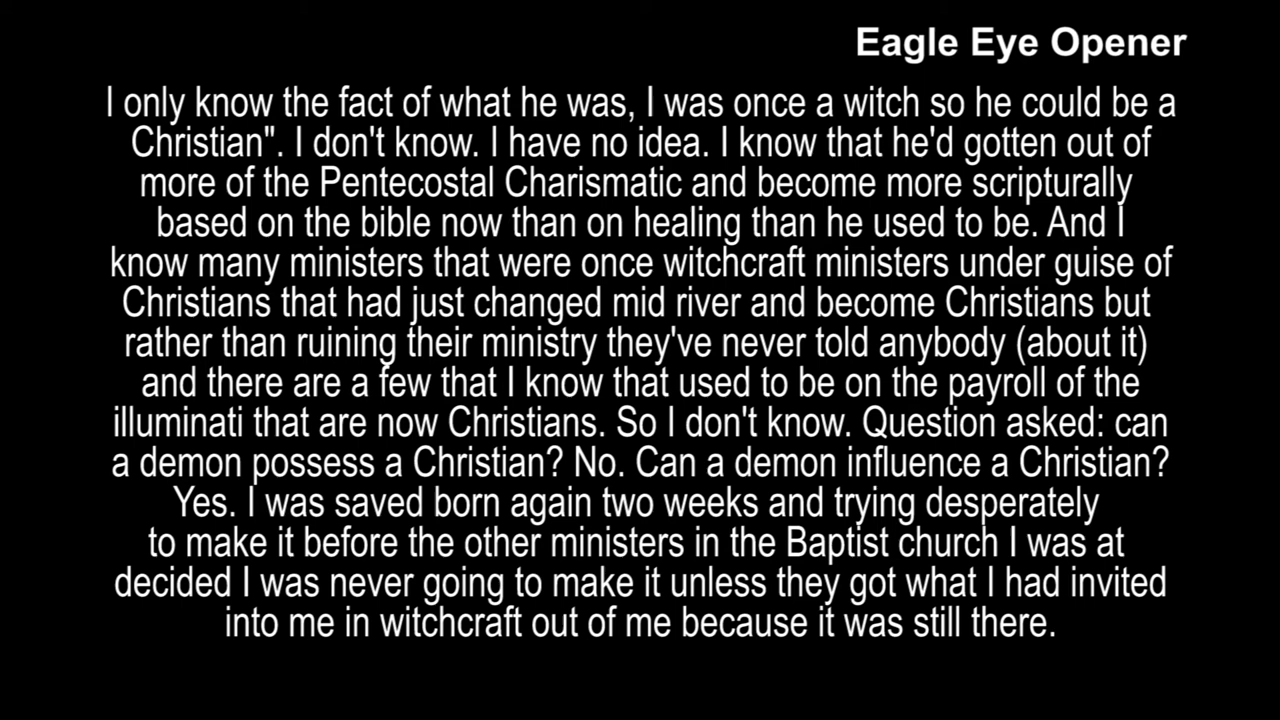 Eagle Eye Opener
I only know the fact of what he was, I was once a witch so he could be a
Christian". I don't know. I have no idea. I know that he'd gotten out of
more of the Pentecostal Charismatic and become more scripturally
based on the bible now than on healing than he used to be. And I
know many ministers that were once witchcraft ministers under guise of
Christians that had just changed mid river and become Christians but
rather than ruining their ministry they've never told anybody (about it)
and there are a few that I know that used to be on the payroll of the
illuminati that are now Christians. So I don't know. Question asked: can
a demon possess a Christian? No. Can a demon influence a Christian?
Yes. I was saved born again two weeks and trying desperately
to make it before the other ministers in the Baptist church I was at
decided I was never going to make it unless they got what I had invited
into me in witchcraft out of me because it was still there.